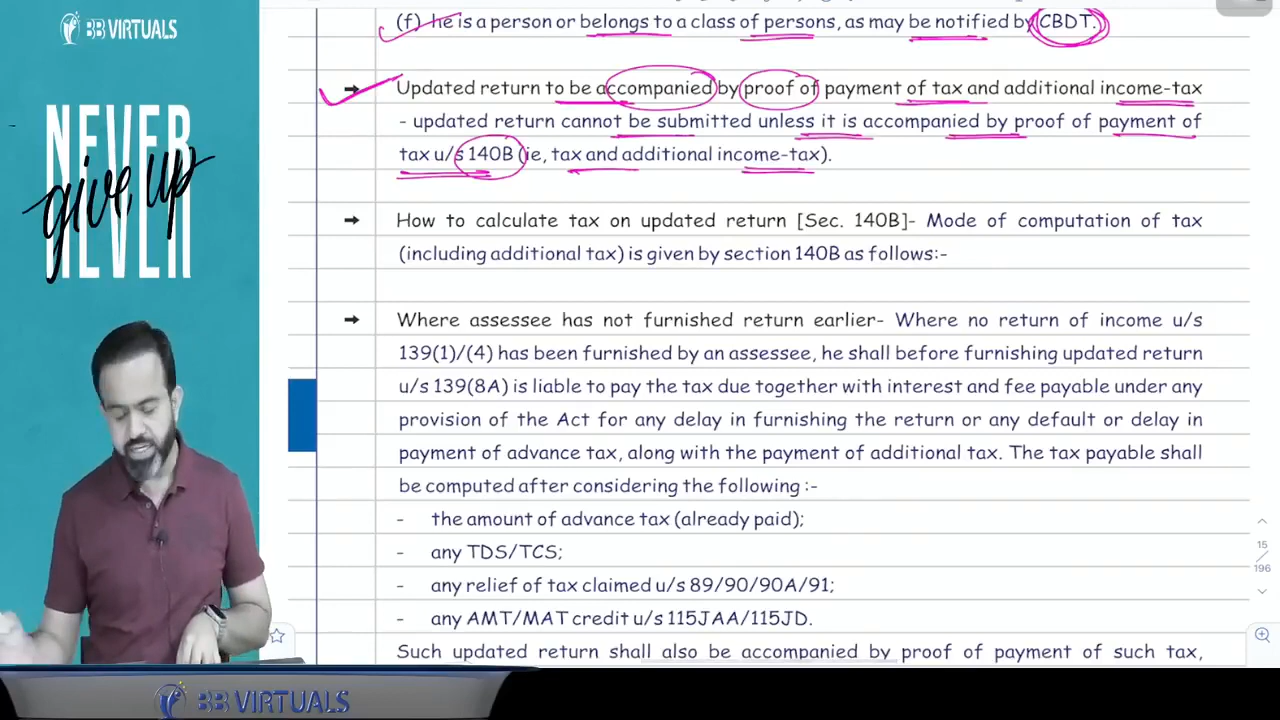 BB VIRTUALS
NEVER
give up
NEVER
(f) he is a person or belongs to a class of persons, as may be notified by CBDT.
Updated return to be accompanied by proof of payment of tax and additional income-tax
- updated return cannot be submitted unless it is accompanied by proof of payment of
tax u/s 140B (ie, tax and additional income-tax).
How to calculate tax on updated return [Sec. 140B]- Mode of computation of tax
(including additional tax) is given by section 140B as follows:-
Where assessee has not furnished return earlier- Where no return of income u/s
139(1)/(4) has been furnished by an assessee, he shall before furnishing updated return
u/s 139(8A) is liable to pay the tax due together with interest and fee payable under any
provision of the Act for any delay in furnishing the return or any default or delay in
payment of advance tax, along with the payment of additional tax. The tax payable shall
be computed after considering the following :-
- the amount of advance tax (already paid);
- any TDS/TCS;
- any relief of tax claimed u/s 89/90/90A/91;
- any AMT/MAT credit u/s 115JAA/115JD.
Such updated return shall also be accompanied by proof of payment of such tax,
15
196
BB VIRTUALS